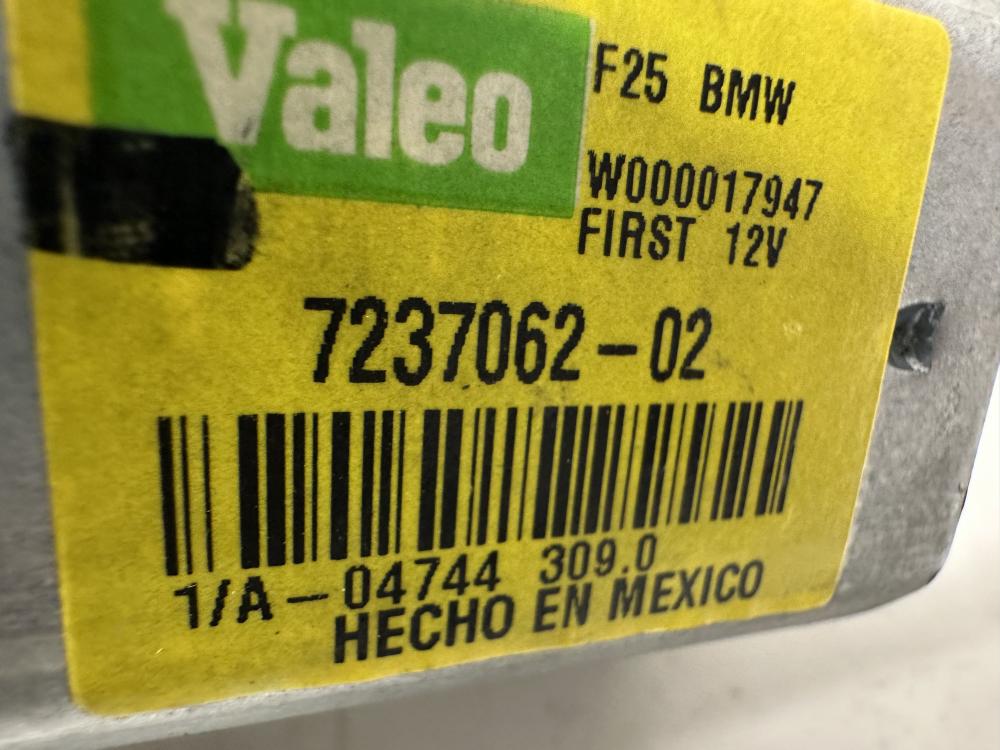 Valeo
F25 BMW
W000017947
FIRST 12V
7237062-02
1/A-04744 309.0
HECHO EN MEXICO